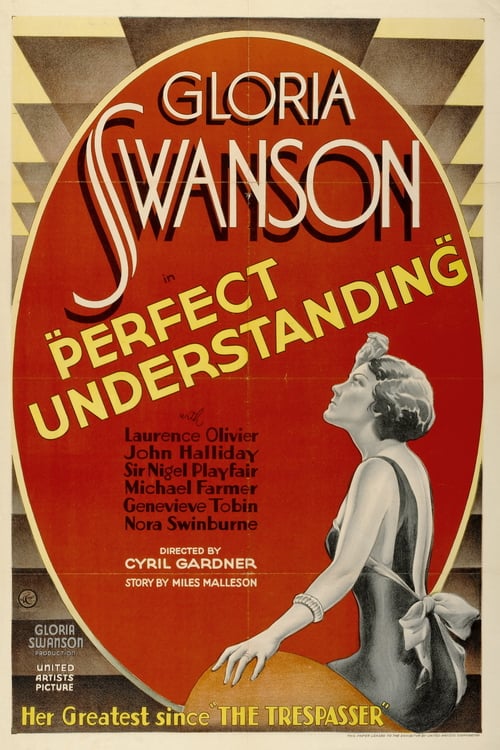 GLORIA
SWANSON
in
"PERFECT
UNDERSTANDING"
with
Laurence Olivier
John Halliday
Sir Nigel Playfair
Michael Farmer
Genevieve Tobin
Nora Swinburne
DIRECTED BY
CYRIL GARDNER
STORY BY MILES MALLESON
GLORIA
SWANSON
PRODUCTION
UNITED
ARTISTS
PICTURE
Her Greatest since "THE TRESPASSER"